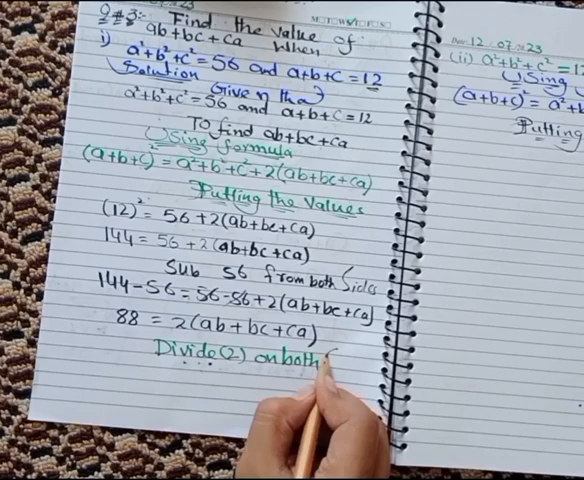 Q#3:- Find the value of
ab+bc+ca when
i) a²+b²+c²=56 and a+b+c=12
Solution Given that
a²+b²+c²=56 and a+b+c=12
To find ab+bc+ca
Using formula
(a+b+c)²=a²+b²+c²+2(ab+bc+ca)
Putting the Values
(12)²= 56+2(ab+bc+ca)
144=56+2(ab+bc+ca)
Sub 56 from both Sides
144-56=56-56+2(ab+bc+ca)
88 = 2(ab+bc+ca)
Divide(2) on both
12.07.23
(ii) a²+b²+c²=1
Using
(a+b+c)²=a²+b
Putting